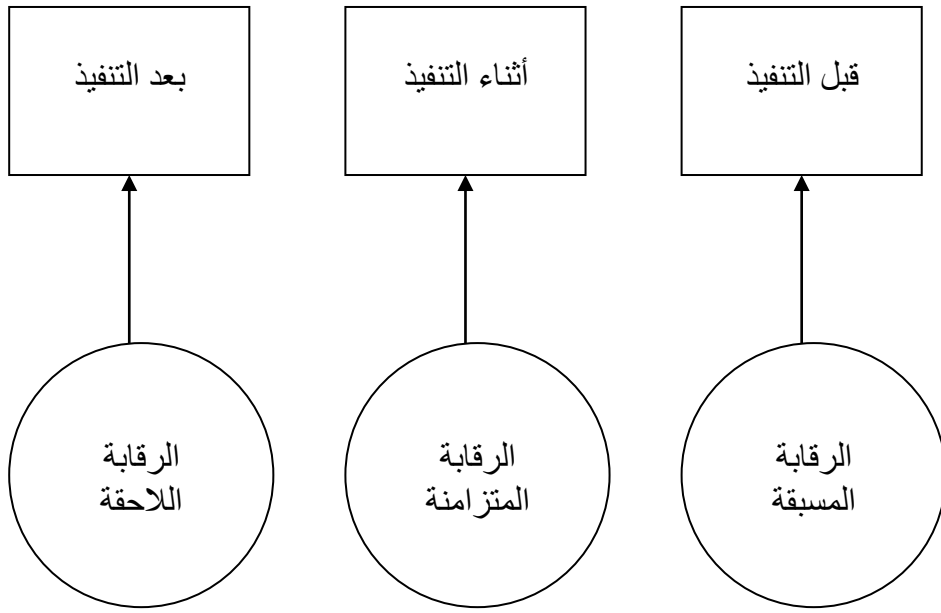 قبل التنفيذ
أثناء التنفيذ
بعد التنفيذ
الرقابة
المسبقة
الرقابة
المتزامنة
الرقابة
اللاحقة